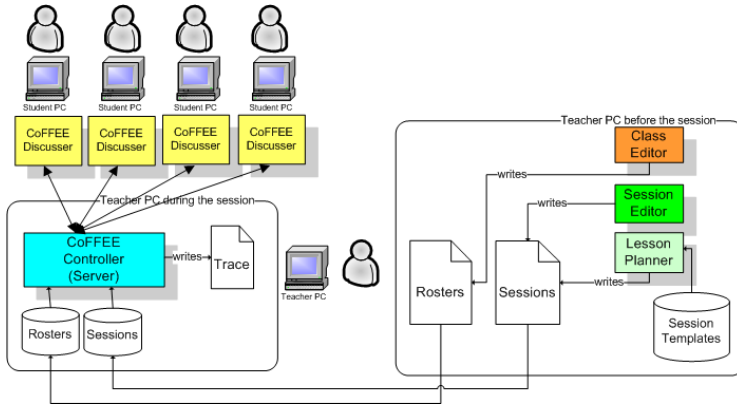 Student PC
Student PC
Student PC
Student PC
CoFFEE
Discusser
CoFFEE
Discusser
CoFFEE
Discusser
CoFFEE
Discusser
Teacher PC during the session
CoFFEE
Controller
(Server)
writes
Trace
Rosters
Sessions
Teacher PC
Teacher PC before the session
Class
Editor
writes
Session
Editor
writes
Lesson
Planner
writes
Rosters
Sessions
Session
Templates